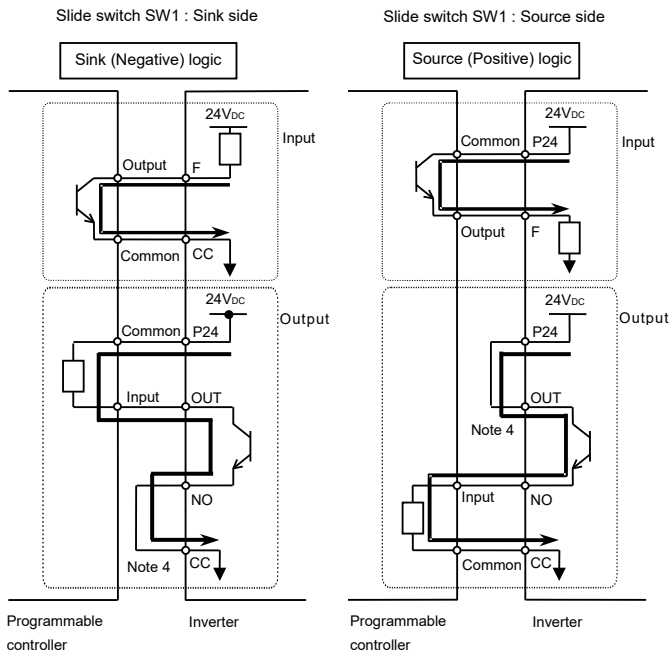 Slide switch SW1 : Sink side
Sink (Negative) logic
24VDC
Input
Output
F
Common
CC
24VDC
Output
Common
P24
Input
OUT
NO
Note 4
CC
Programmable
controller
Inverter
Slide switch SW1 : Source side
Source (Positive) logic
24VDC
Common
P24
Input
Output
F
24VDC
Output
P24
OUT
Note 4
Input
NO
Common
CC
Programmable
controller
Inverter